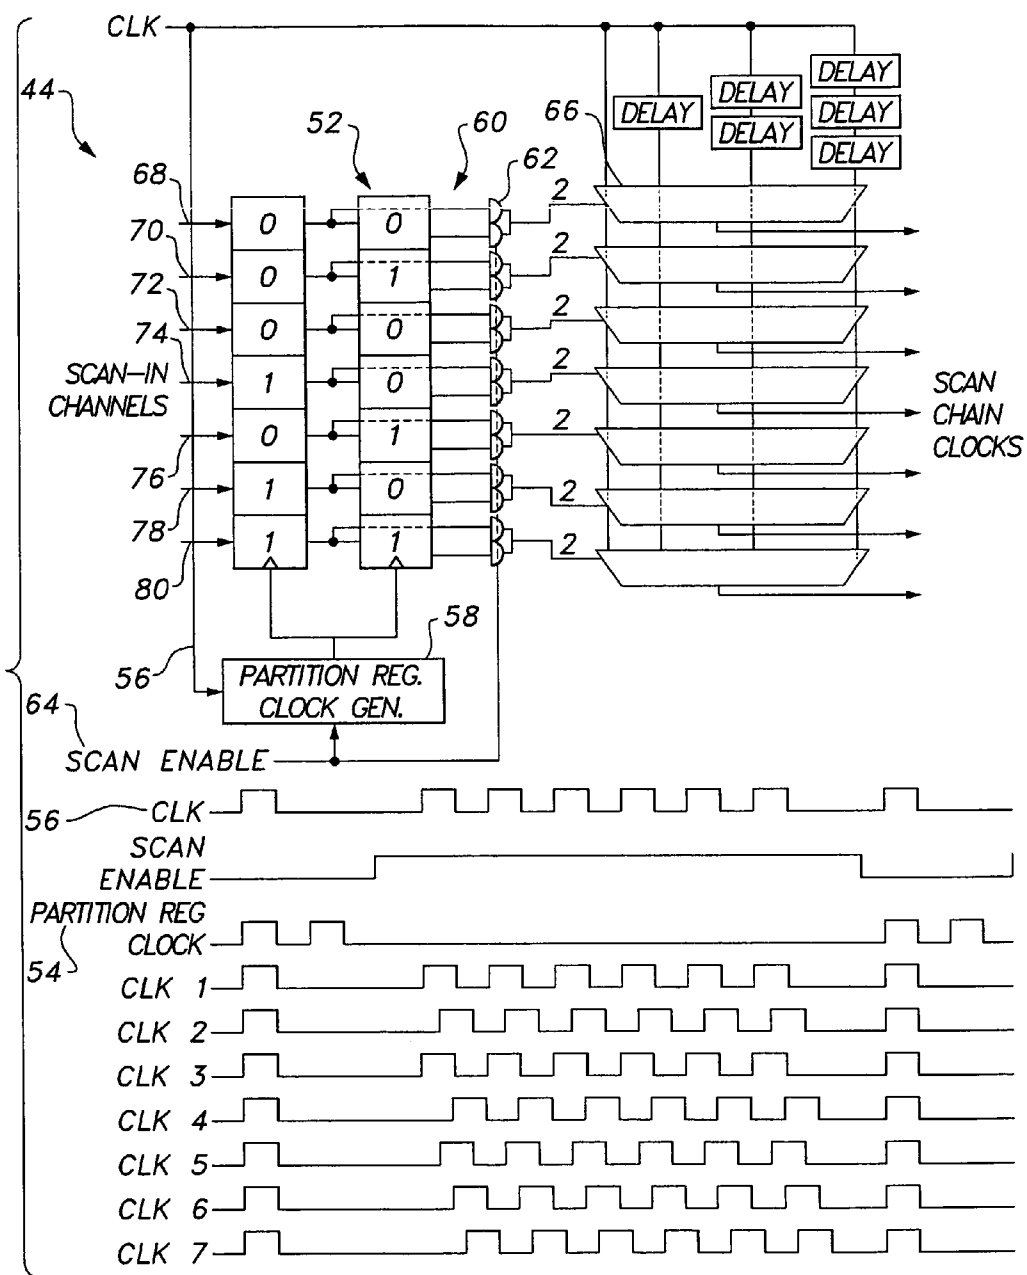 CLK
DELAY
DELAY
DELAY
DELAY
DELAY
DELAY
44
52
60
66
62
68
70
72
74
SCAN-IN
CHANNELS
76
78
80
0 0 2
0 1 2
0 0 2
1 0 2
0 1 2
1 0 2
1 1 2
SCAN
CHAIN
CLOCKS
56
58
PARTITION REG.
CLOCK GEN.
64
SCAN ENABLE
56
CLK
SCAN
ENABLE
PARTITION REG
CLOCK
54
CLK 1
CLK 2
CLK 3
CLK 4
CLK 5
CLK 6
CLK 7